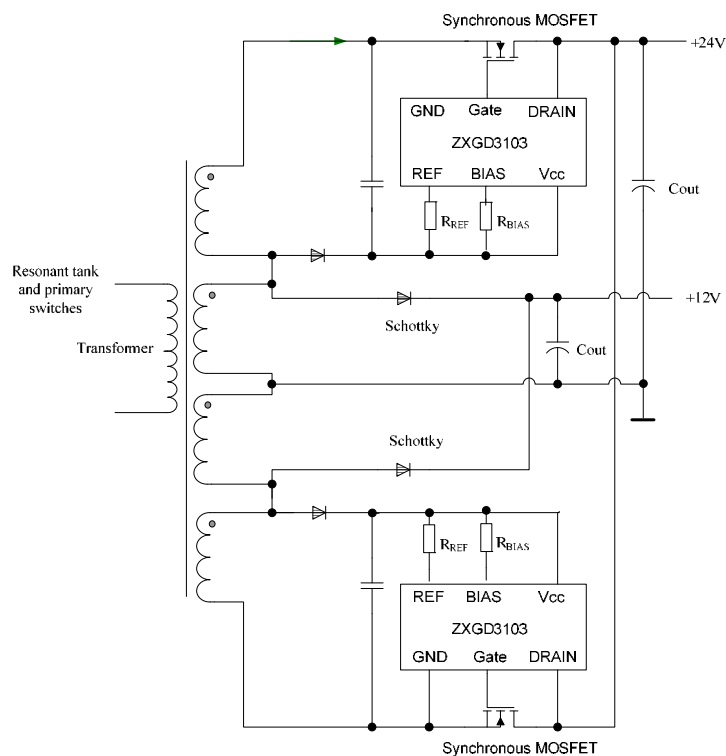 Synchronous MOSFET
+24V
GND Gate DRAIN
ZXGD3103
REF BIAS Vcc
RREF RBIAS
Cout
Resonant tank
and primary
switches
Transformer
+12V
Schottky
Cout
Schottky
RREF RBIAS
REF BIAS Vcc
ZXGD3103
GND Gate DRAIN
Synchronous MOSFET